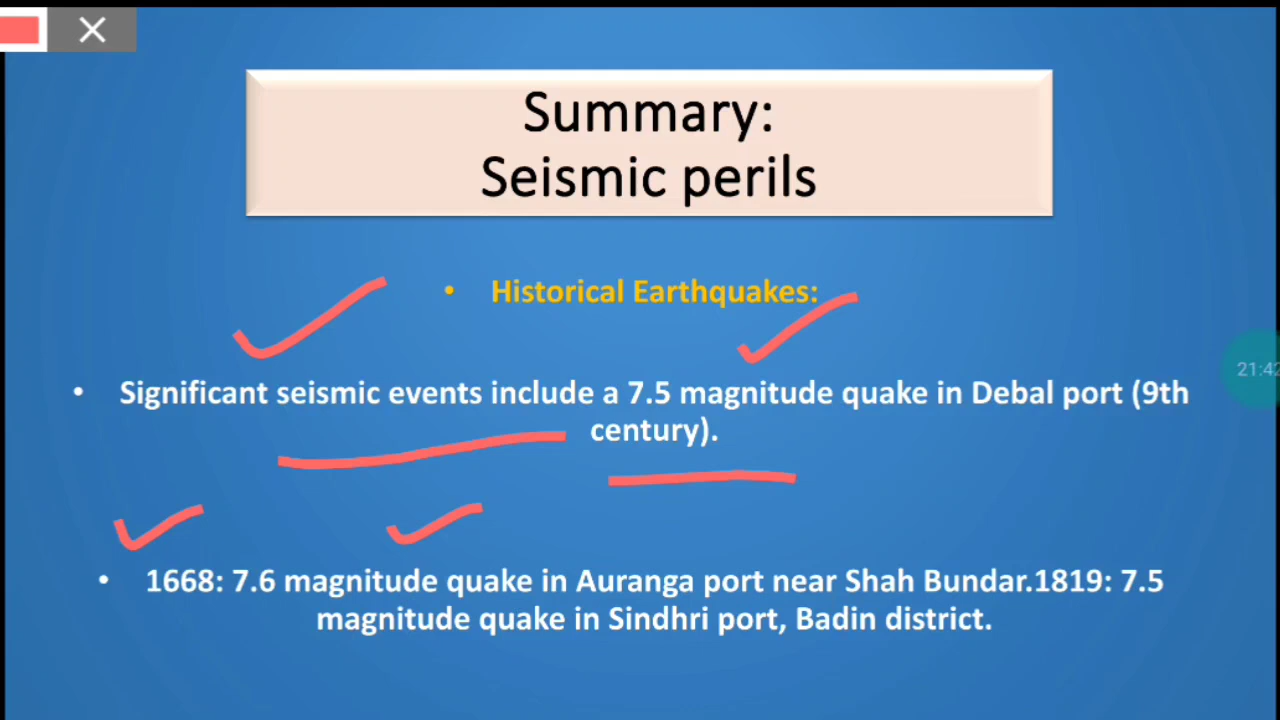 Summary:
Seismic perils
• Historical Earthquakes:
• Significant seismic events include a 7.5 magnitude quake in Debal port (9th
century).
• 1668: 7.6 magnitude quake in Auranga port near Shah Bundar.1819: 7.5
magnitude quake in Sindhri port, Badin district.
21:42